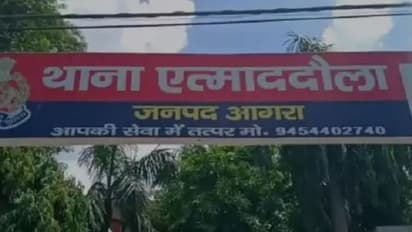 थाना एत्माददौला
जनपद आगरा
आपकी सेवा में तत्पर मो. 9454402740